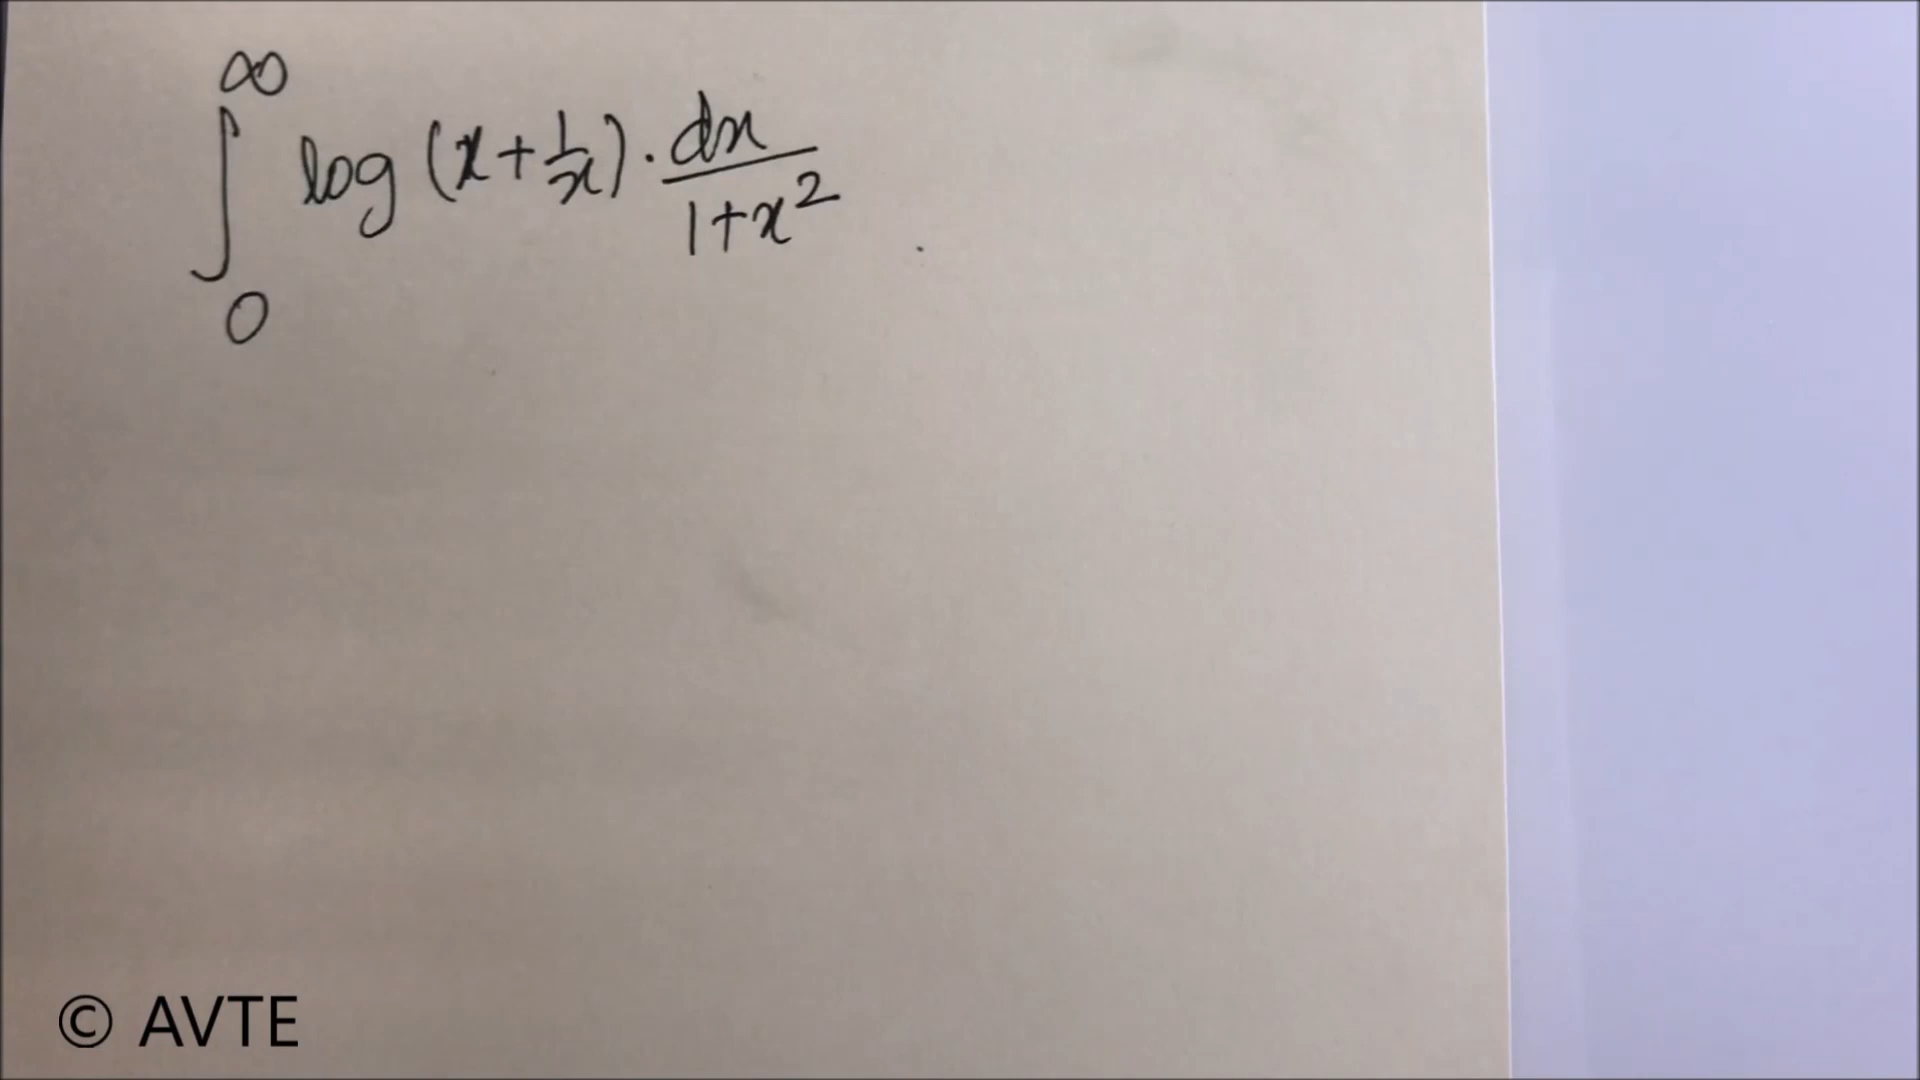 ∫₀^∞ log (x + 1/x) · dx/(1+x²)
© AVTE